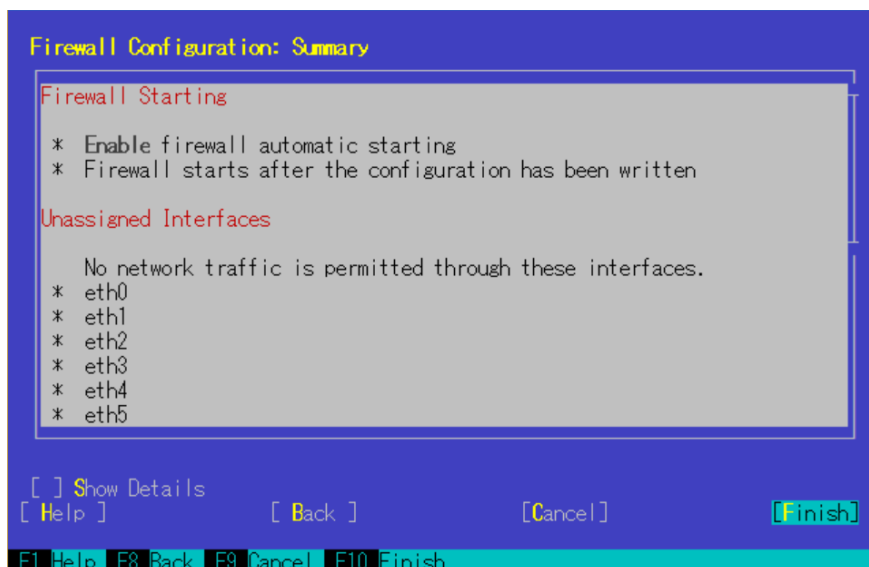 Firewall Configuration: Summary
Firewall Starting
* Enable firewall automatic starting
* Firewall starts after the configuration has been written
Unassigned Interfaces
No network traffic is permitted through these interfaces.
* eth0
* eth1
* eth2
* eth3
* eth4
* eth5
[ ] Show Details
[ Help ] [ Back ] [Cancel] [Finish]
F1 Help F8 Back F9 Cancel F10 Finish